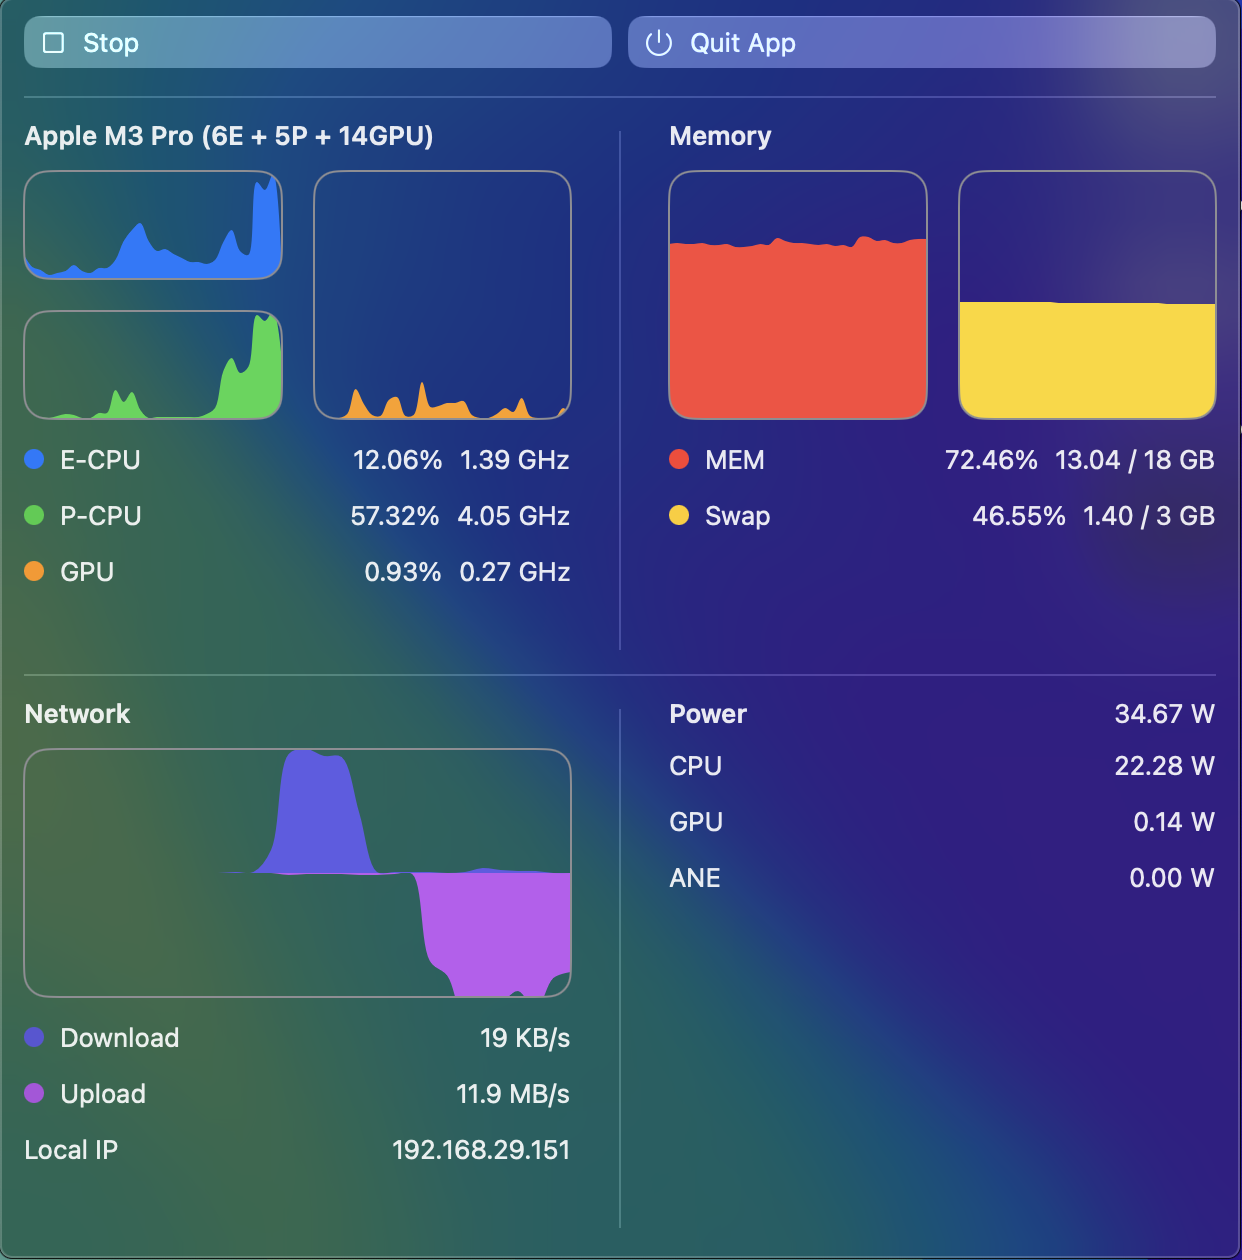 Stop
Quit App
Apple M3 Pro (6E + 5P + 14GPU)
E-CPU 12.06% 1.39 GHz
P-CPU 57.32% 4.05 GHz
GPU 0.93% 0.27 GHz
Memory
MEM 72.46% 13.04 / 18 GB
Swap 46.55% 1.40 / 3 GB
Network
Download 19 KB/s
Upload 11.9 MB/s
Local IP 192.168.29.151
Power 34.67 W
CPU 22.28 W
GPU 0.14 W
ANE 0.00 W